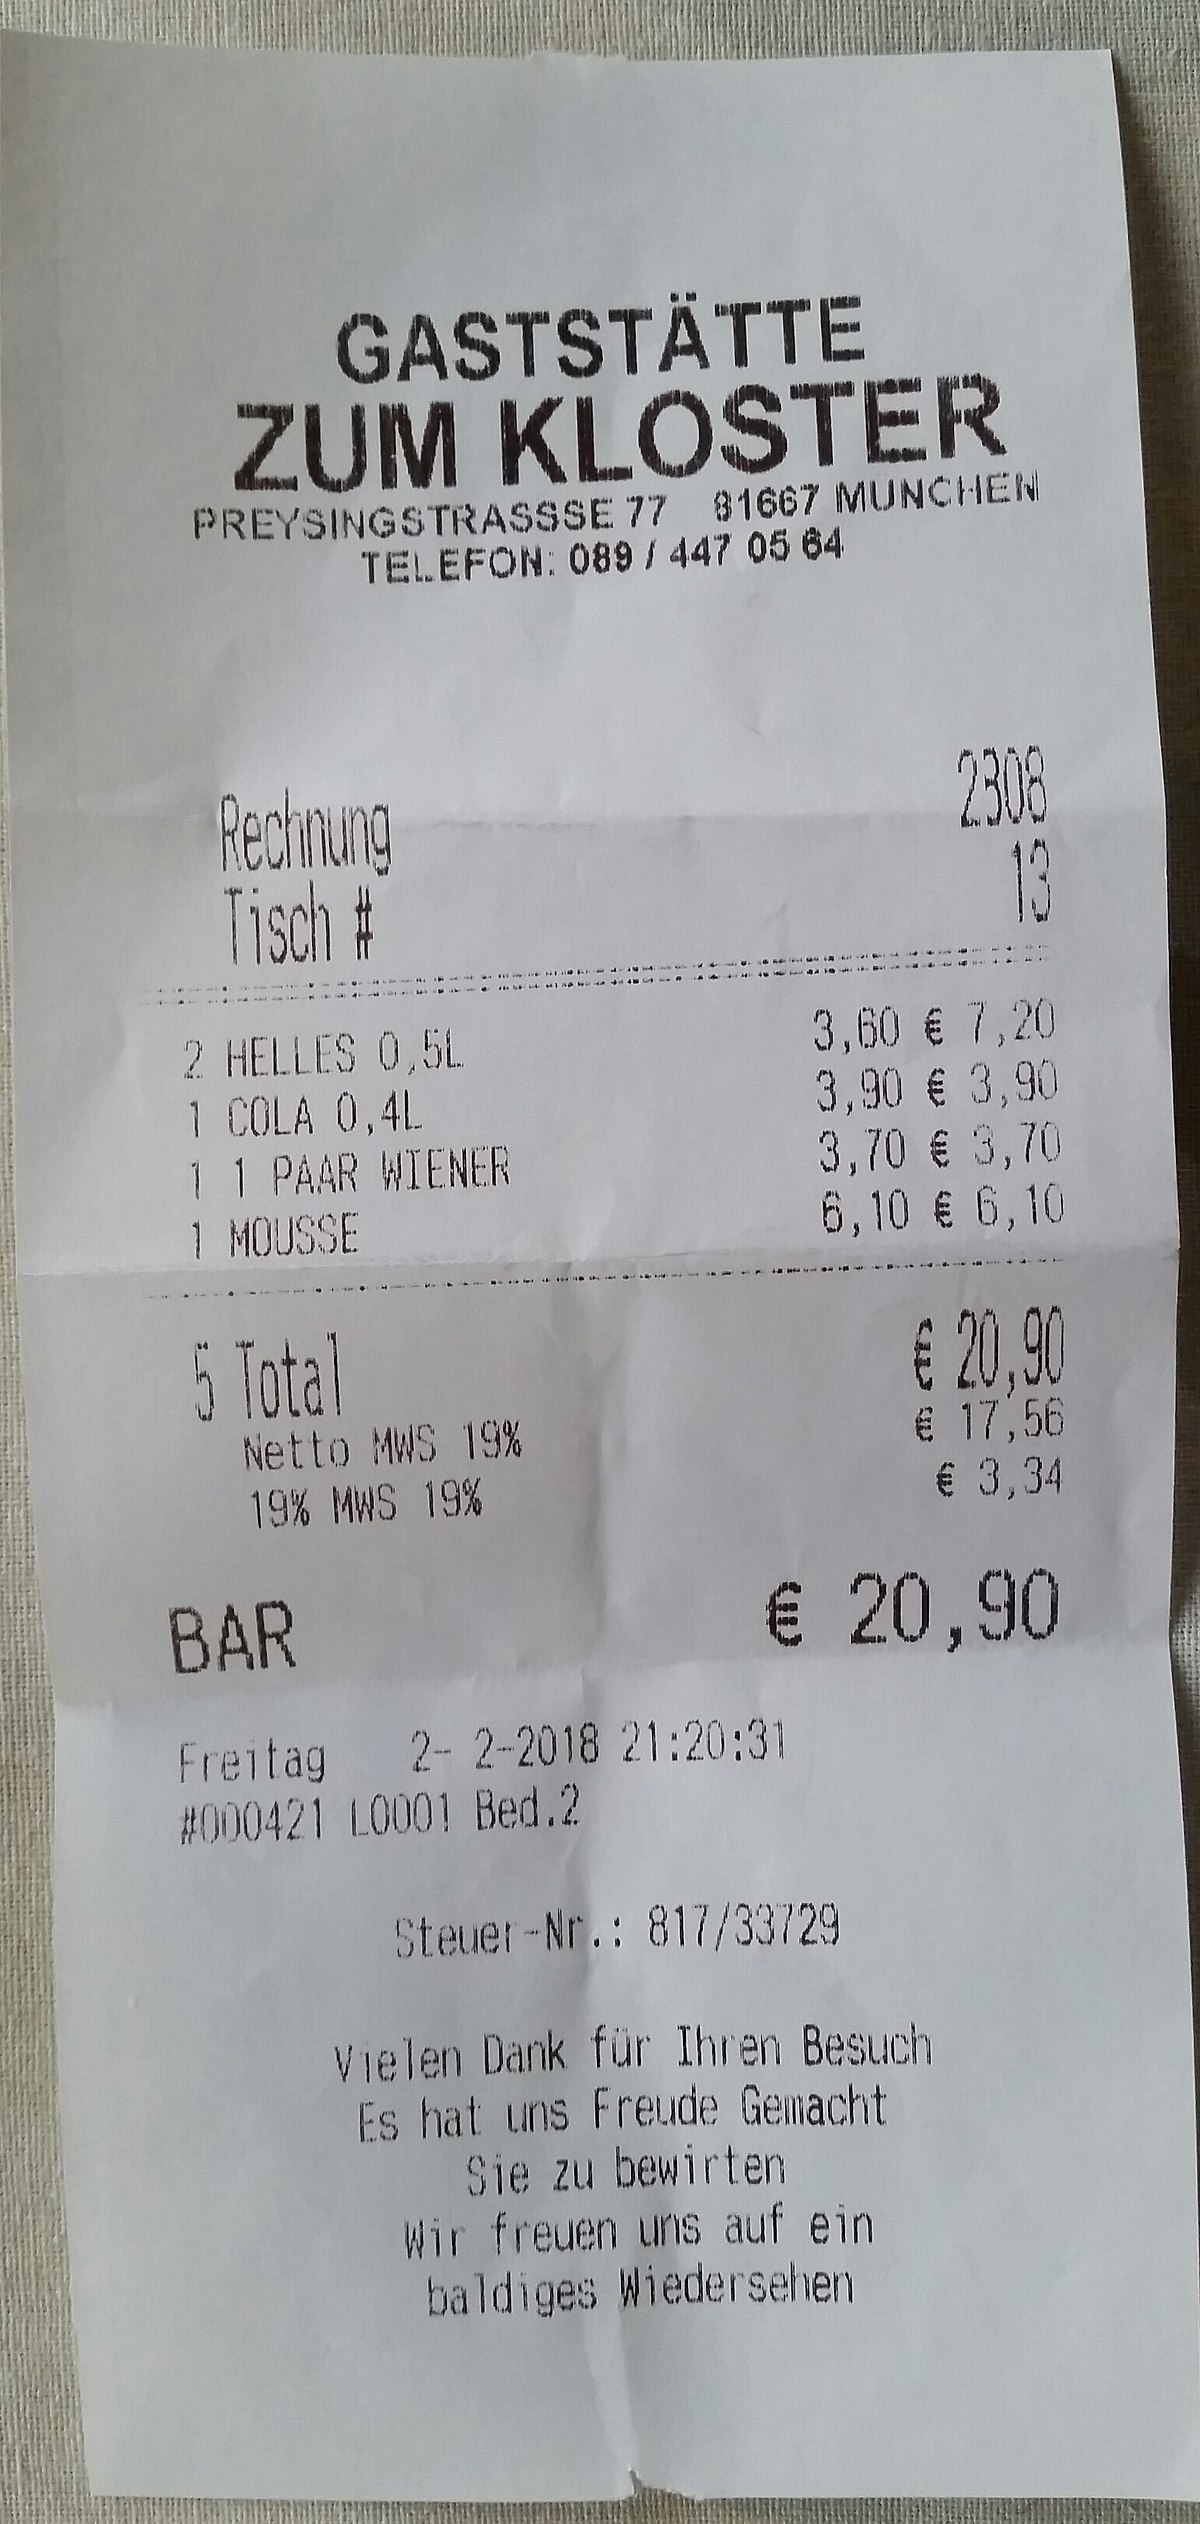 GASTSTÄTTE
ZUM KLOSTER
PREYSINGSTRASSSE 77 81667 MUNCHEN
TELEFON: 089 / 447 05 64
Rechnung 2308
Tisch # 13
2 HELLES 0,5L 3,60 € 7,20
1 COLA 0,4L 3,90 € 3,90
1 1 PAAR WIENER 3,70 € 3,70
1 MOUSSE 6,10 € 6,10
5 Total € 20,90
Netto MWS 19% € 17,56
19% MWS 19% € 3,34
BAR € 20,90
Freitag 2- 2-2018 21:20:31
#000421 L0001 Bed.2
Steuer-Nr.: 817/33729
Vielen Dank für Ihren Besuch
Es hat uns Freude Gemacht
Sie zu bewirten
Wir freuen uns auf ein
baldiges Wiedersehen